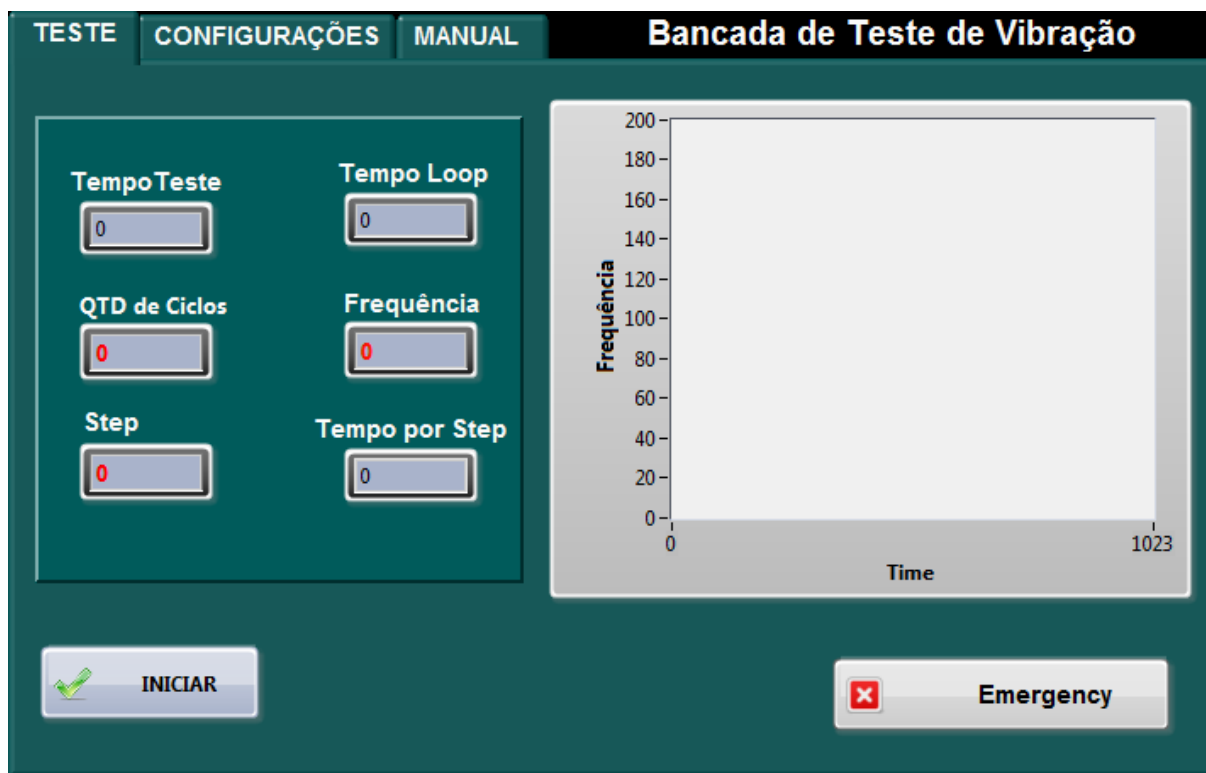 TESTE CONFIGURAÇÕES MANUAL
Bancada de Teste de Vibração
TempoTeste
0
Tempo Loop
0
QTD de Ciclos
0
Frequência
0
Step
0
Tempo por Step
0
Frequência
200
180
160
140
120
100
80
60
40
20
0
0 1023
Time
INICIAR
Emergency